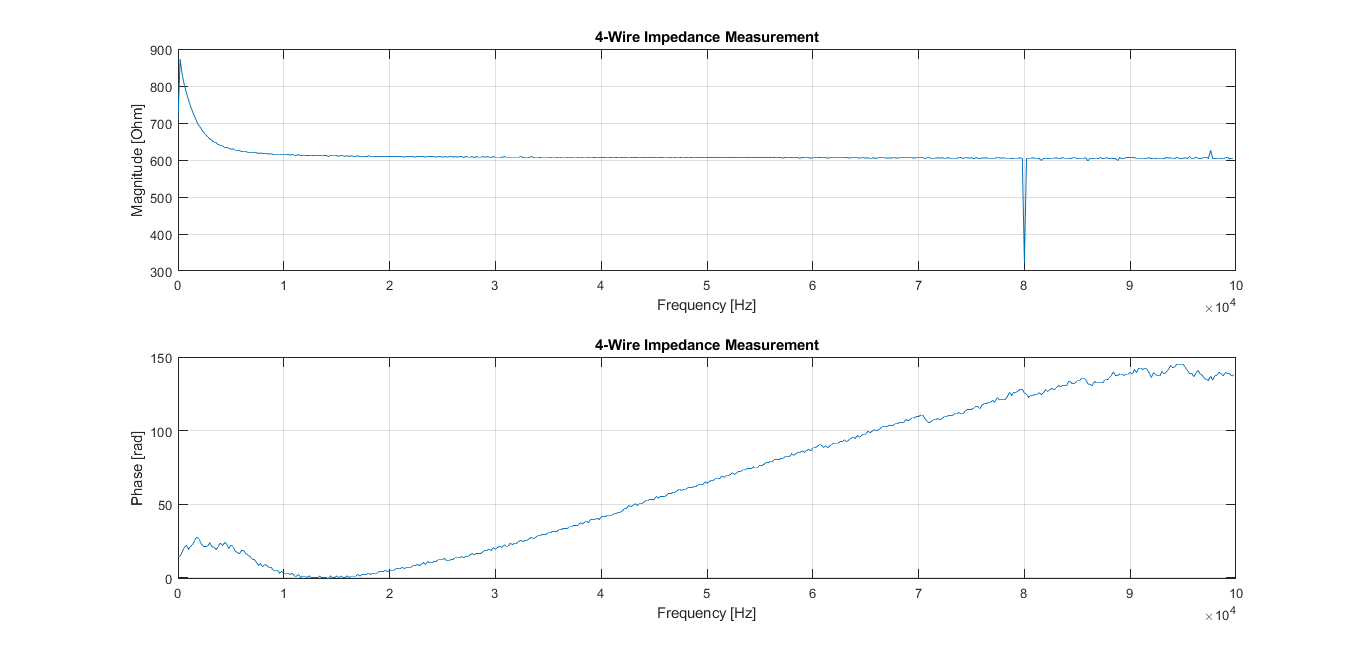 4-Wire Impedance Measurement
Magnitude [Ohm]
900
800
700
600
500
400
300
0 1 2 3 4 5 6 7 8 9 10
Frequency [Hz]
×10^4
4-Wire Impedance Measurement
Phase [rad]
150
100
50
0
0 1 2 3 4 5 6 7 8 9 10
Frequency [Hz]
×10^4